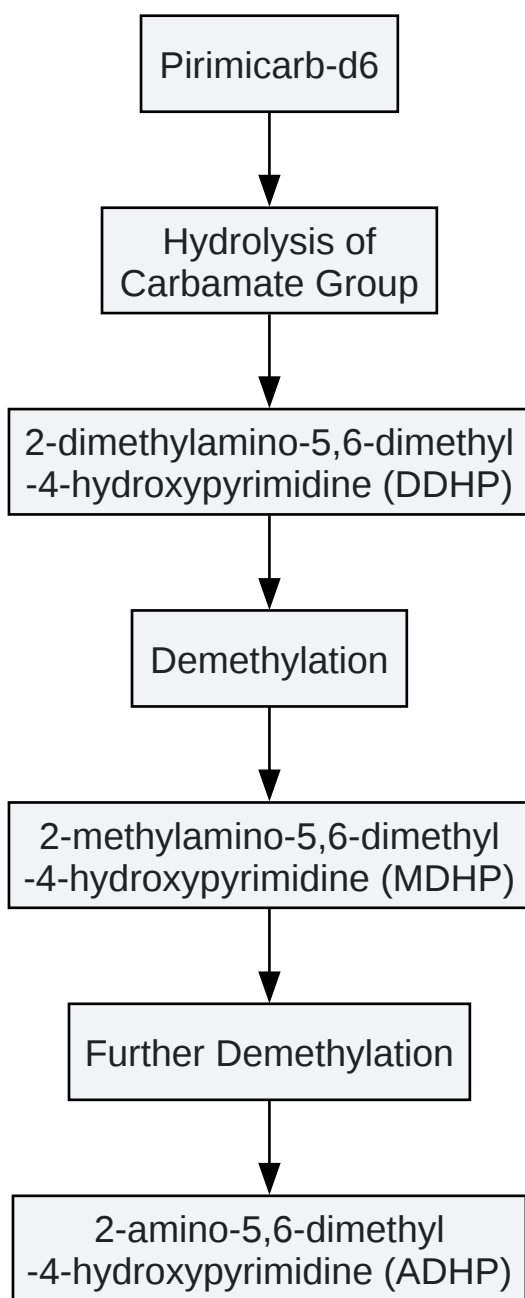 Pirimicarb-d6
Hydrolysis of
Carbamate Group
2-dimethylamino-5,6-dimethyl
-4-hydroxypyrimidine (DDHP)
Demethylation
2-methylamino-5,6-dimethyl
-4-hydroxypyrimidine (MDHP)
Further Demethylation
2-amino-5,6-dimethyl
-4-hydroxypyrimidine (ADHP)